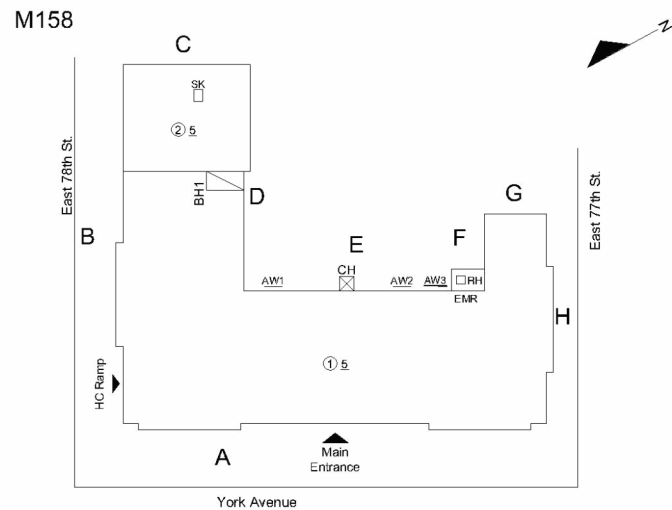 M158
N
C
SK
② 5
East 78th St.
BH1
D
B
G
East 77th St.
E
F
CH
AW1
AW2
AW3
RH
EMR
H
① 5
HC Ramp
A
Main
Entrance
York Avenue